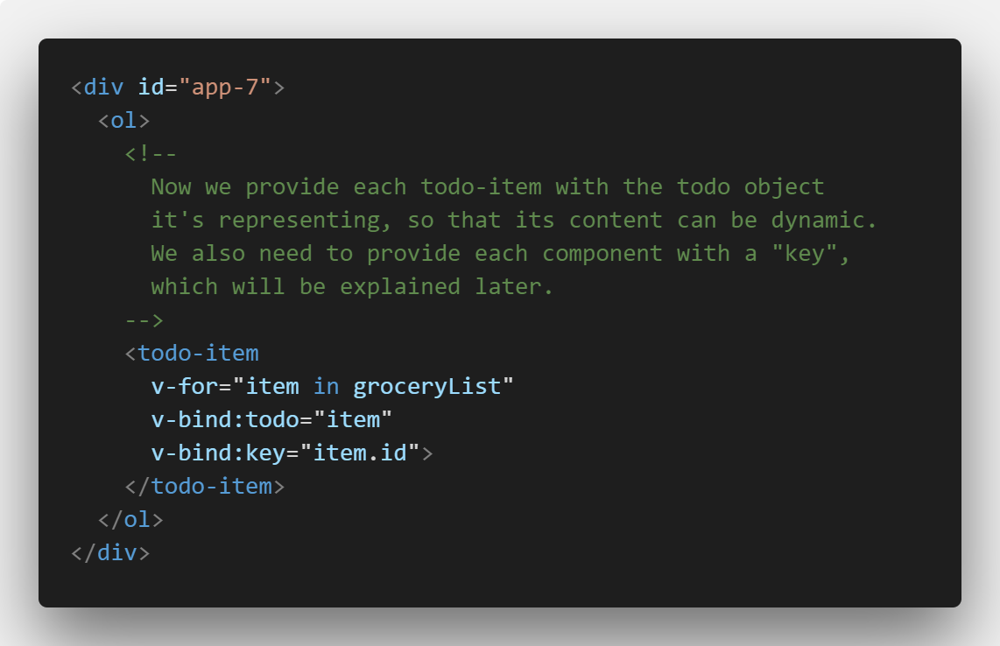 <div id="app-7">
  <ol>
    <!--
      Now we provide each todo-item with the todo object
      it's representing, so that its content can be dynamic.
      We also need to provide each component with a "key",
      which will be explained later.
    -->
    <todo-item
      v-for="item in groceryList"
      v-bind:todo="item"
      v-bind:key="item.id">
    </todo-item>
  </ol>
</div>